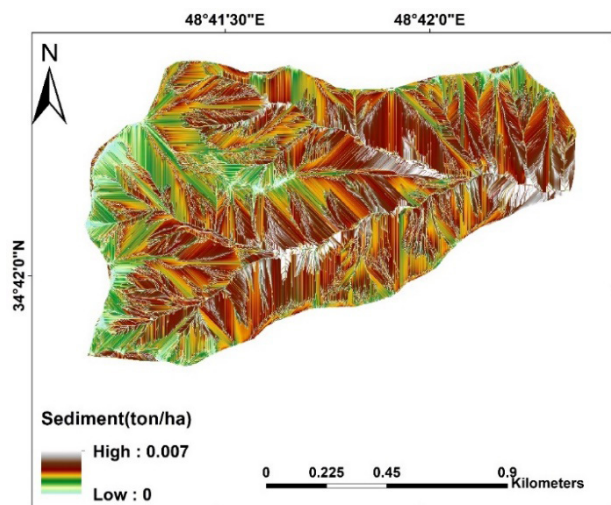 48°41'30"E 48°42'0"E
N
34°42'0"N
Sediment(ton/ha)
High : 0.007
Low : 0
0 0.225 0.45 0.9
Kilometers